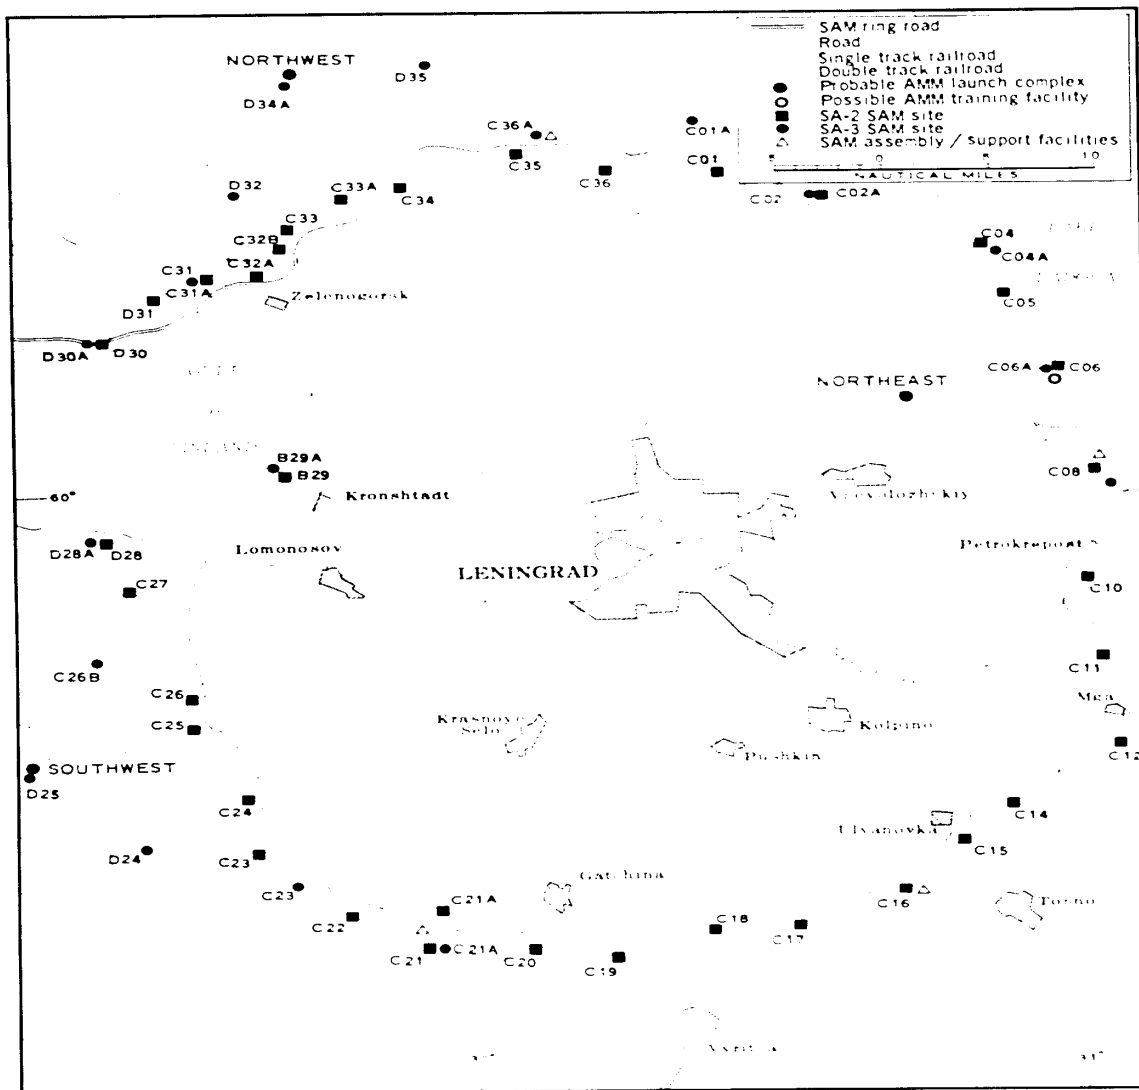 SAM ring road
Road
Single track railroad
Double track railroad
Probable AMM launch complex
Possible AMM training facility
SA-2 SAM site
SA-3 SAM site
SAM assembly / support facilities
5 0 5 10
NAUTICAL MILES
NORTHWEST
D35
D34A
C36A
C01A
C35
C36
C01
D32
C33A
C34
C02
C02A
C33
C32B
C32A
C04
C04A
C31
C31A
D31
Zelenogorsk
C05
D30A
D30
C06A
C06
NORTHEAST
B29A
B29
C08
60°
Kronshtadt
D28A
D28
Lomonosov
Petrokrepost
C27
LENINGRAD
C10
C26B
C11
C26
Mga
C25
Krasnoye
Selo
Kolpino
Pushkin
C12
SOUTHWEST
D25
C24
C14
Ulyanovka
C15
D24
C23
C23
Gatchina
C16
Tosno
C22
C21A
C18
C17
C21
C21A
C20
C19